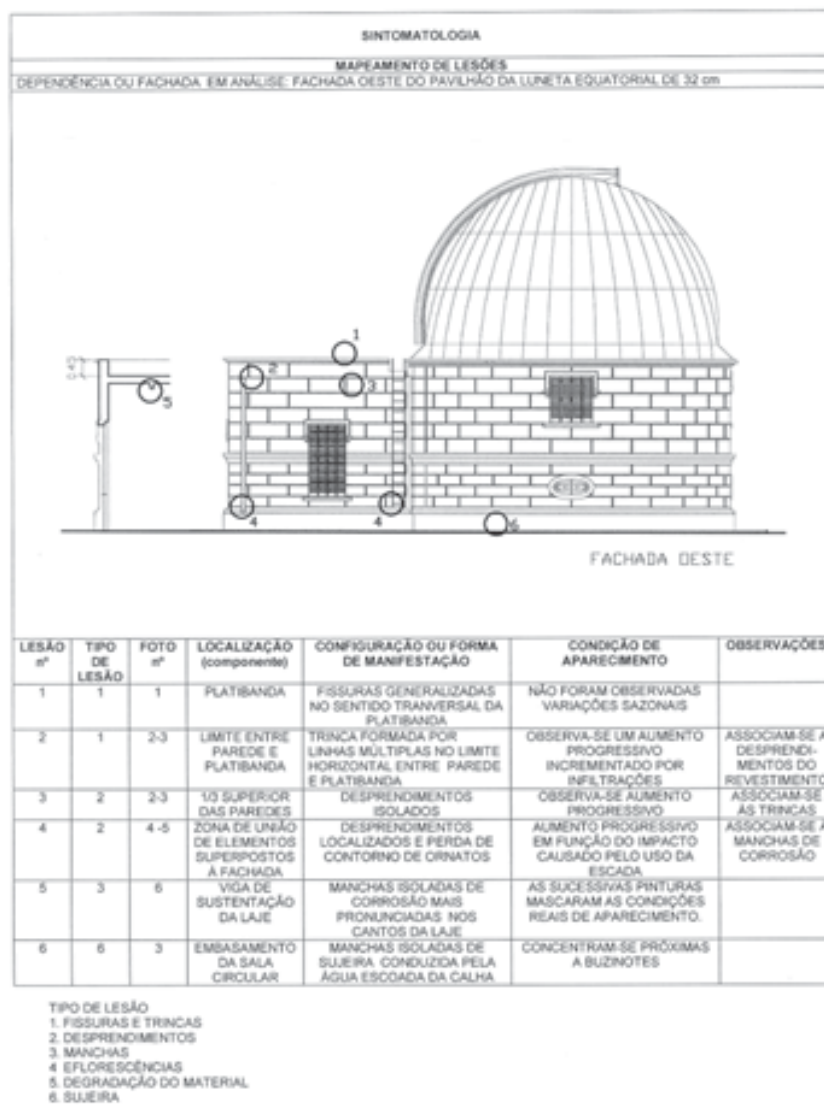 SINTOMATOLOGIA
MAPEAMENTO DE LESÕES
DEPENDÊNCIA OU FACHADA EM ANÁLISE: FACHADA OESTE DO PAVILHÃO DA LUNETA EQUATORIAL DE 32 cm
1
2
3
0.40
5
4
4
6
FACHADA OESTE
LESÃO nº
TIPO DE LESÃO
FOTO nº
LOCALIZAÇÃO (componente)
CONFIGURAÇÃO OU FORMA DE MANIFESTAÇÃO
CONDIÇÃO DE APARECIMENTO
OBSERVAÇÕES
1
1
1
PLATIBANDA
FISSURAS GENERALIZADAS
NO SENTIDO TRANVERSAL DA
PLATIBANDA
NÃO FORAM OBSERVADAS
VARIAÇÕES SAZONAIS
2
1
2-3
LIMITE ENTRE
PAREDE E
PLATIBANDA
TRINCA FORMADA POR
LINHAS MÚLTIPLAS NO LIMITE
HORIZONTAL ENTRE PAREDE
E PLATIBANDA
OBSERVA-SE UM AUMENTO
PROGRESSIVO
INCREMENTADO POR
INFILTRAÇÕES
ASSOCIAM-SE A
DESPRENDI-
MENTOS DO
REVESTIMENTO
3
2
2-3
1/3 SUPERIOR
DAS PAREDES
DESPRENDIMENTOS
ISOLADOS
OBSERVA-SE AUMENTO
PROGRESSIVO
ASSOCIAM-SE
ÀS TRINCAS
4
2
4 -5
ZONA DE UNIÃO
DE ELEMENTOS
SUPERPOSTOS
À FACHADA
DESPRENDIMENTOS
LOCALIZADOS E PERDA DE
CONTORNO DE ORNATOS
AUMENTO PROGRESSIVO
EM FUNÇÃO DO IMPACTO
CAUSADO PELO USO DA
ESCADA
ASSOCIAM-SE A
MANCHAS DE
CORROSÃO
5
3
6
VIGA DE
SUSTENTAÇÃO
DA LAJE
MANCHAS ISOLADAS DE
CORROSÃO MAIS
PRONUNCIADAS NOS
CANTOS DA LAJE
AS SUCESSIVAS PINTURAS
MASCARAM AS CONDIÇÕES
REAIS DE APARECIMENTO.
6
6
3
EMBASAMENTO
DA SALA
CIRCULAR
MANCHAS ISOLADAS DE
SUJEIRA CONDUZIDA PELA
ÁGUA ESCOADA DA CALHA
CONCENTRAM-SE PRÓXIMAS
A BUZINOTES
TIPO DE LESÃO
1. FISSURAS E TRINCAS
2. DESPRENDIMENTOS
3. MANCHAS
4 EFLORESCÊNCIAS
5. DEGRADAÇÃO DO MATERIAL
6. SUJEIRA